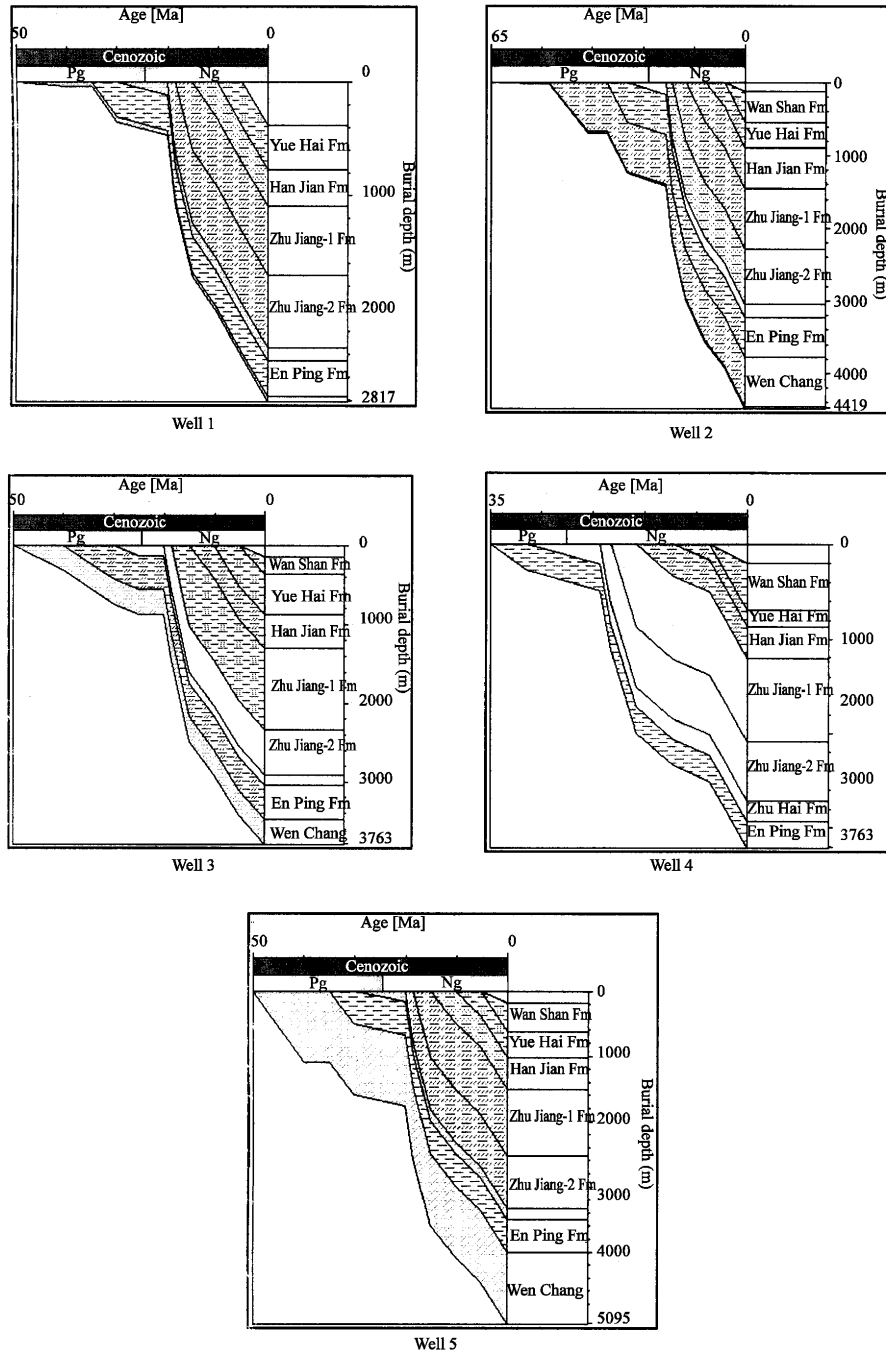 Age [Ma]
50 0
Cenozoic
Pg Ng
0
Yue Hai Fm
Han Jian Fm
1000
Zhu Jiang-1 Fm
Zhu Jiang-2 Fm
2000
En Ping Fm
2817
Burial depth (m)
Well 1
Age [Ma]
65 0
Cenozoic
Pg Ng
0
Wan Shan Fm
Yue Hai Fm
1000
Han Jian Fm
Zhu Jiang-1 Fm
2000
Zhu Jiang-2 Fm
3000
En Ping Fm
Wen Chang
4000
4419
Burial depth (m)
Well 2
Age [Ma]
50 0
Cenozoic
Pg Ng
0
Wan Shan Fm
Yue Hai Fm
1000
Han Jian Fm
Zhu Jiang-1 Fm
2000
Zhu Jiang-2 Fm
3000
En Ping Fm
Wen Chang
3763
Burial depth (m)
Well 3
Age [Ma]
35 0
Cenozoic
Pg Ng
0
Wan Shan Fm
Yue Hai Fm
Han Jian Fm
1000
Zhu Jiang-1 Fm
2000
Zhu Jiang-2 Fm
3000
Zhu Hai Fm
En Ping Fm
3763
Burial depth (m)
Well 4
Age [Ma]
50 0
Cenozoic
Pg Ng
0
Wan Shan Fm
Yue Hai Fm
1000
Han Jian Fm
Zhu Jiang-1 Fm
2000
Zhu Jiang-2 Fm
3000
En Ping Fm
4000
Wen Chang
5095
Burial depth (m)
Well 5